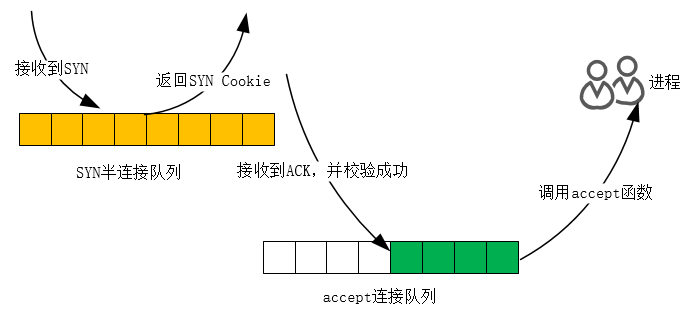 接收到SYN
返回SYN Cookie
进程
SYN半连接队列
接收到ACK，并校验成功
调用accept函数
accept连接队列